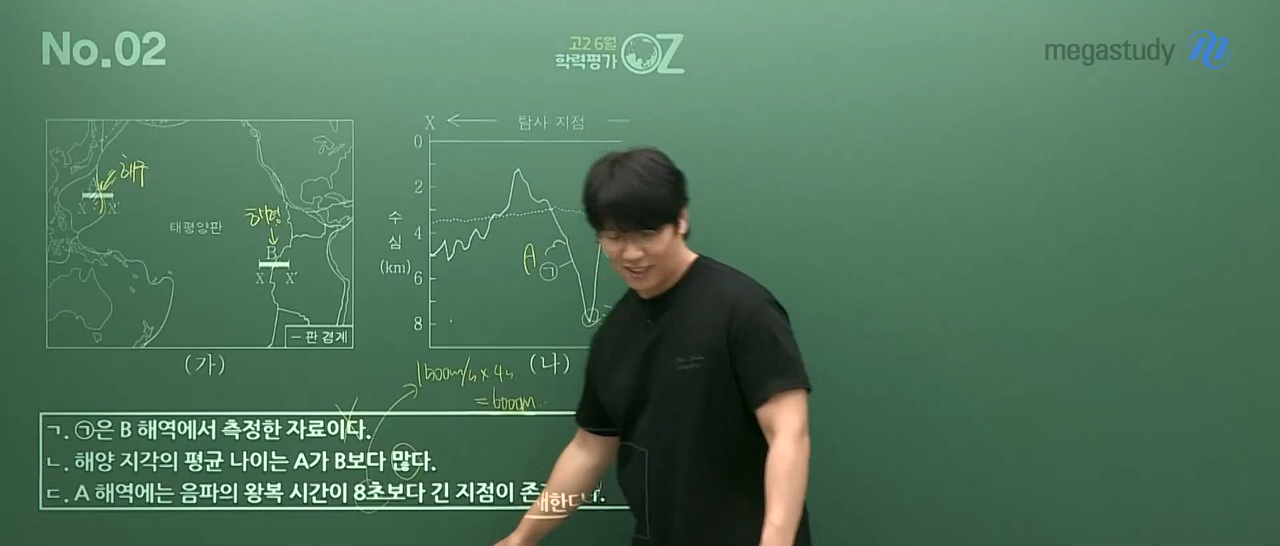 No.02
고2 6월
학력평가 OZ
megastudy
X ← 탐사 지점
0
2
4
6
8
수심
(km)
A
㉠
해구
X X'
태평양판
해령
B
X X'
판 경계
(가)
(나)
1500m/s × 4s
= 6000m
ㄱ. ㉠은 B 해역에서 측정한 자료이다.
ㄴ. 해양 지각의 평균 나이는 A가 B보다 많다.
ㄷ. A 해역에는 음파의 왕복 시간이 8초보다 긴 지점이